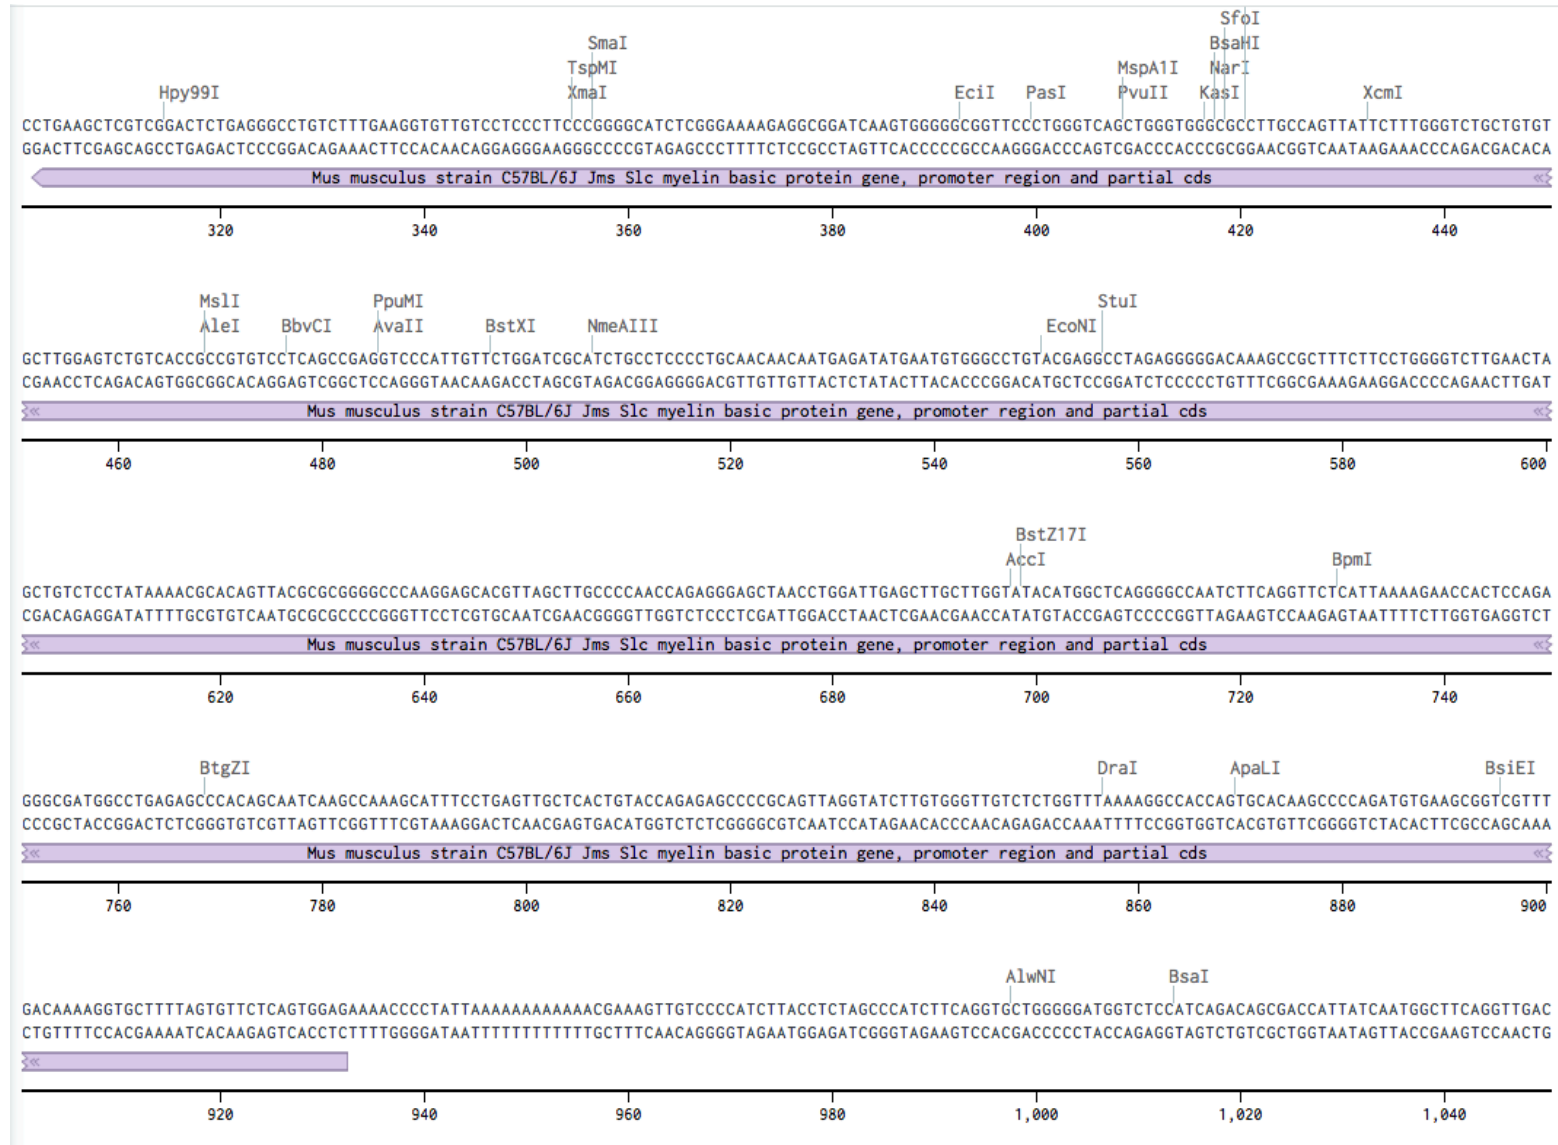 SfoI
SmaI BsaHI
TspMI MspA1I NarI
Hpy99I XmaI EciI PasI PvuII KasI XcmI
CCTGAAGCTCGTCGGACTCTGAGGGCCTGTCTTTGAAGGTGTTGTCCTCCCTTCCCGGGGCATCTCGGGAAAAGAGGCGGATCAAGTGGGGGCGGTTCCCTGGGTCAGCTGGGTGGGCGCCTTGCCAGTTATTCTTTGGGTCTGCTGTGT
GGACTTCGAGCAGCCTGAGACTCCCGGACAGAAACTTCCACAACAGGAGGGAAGGGCCCCGTAGAGCCCTTTTCTCCGCCTAGTTCACCCCCGCCAAGGGACCCAGTCGACCCACCCGCGGAACGGTCAATAAGAAACCCAGACGACACA
Mus musculus strain C57BL/6J Jms Slc myelin basic protein gene, promoter region and partial cds
320 340 360 380 400 420 440
MslI PpuMI StuI
AleI BbvCI AvaII BstXI NmeAIII EcoNI
GCTTGGAGTCTGTCACCGCCGTGTCCTCAGCCGAGGTCCCATTGTTCTGGATCGCATCTGCCTCCCCTGCAACAACAATGAGATATGAATGTGGGCCTGTACGAGGCCTAGAGGGGGACAAAGCCGCTTTCTTCCTGGGGTCTTGAACTA
CGAACCTCAGACAGTGGCGGCACAGGAGTCGGCTCCAGGGTAACAAGACCTAGCGTAGACGGAGGGGACGTTGTTGTTACTCTATACTTACACCCGGACATGCTCCGGATCTCCCCCTGTTTCGGCGAAAGAAGGACCCCAGAACTTGAT
Mus musculus strain C57BL/6J Jms Slc myelin basic protein gene, promoter region and partial cds
460 480 500 520 540 560 580 600
BstZ17I
AccI BpmI
GCTGTCTCCTATAAAACGCACAGTTACGCGCGGGGCCCAAGGAGCACGTTAGCTTGCCCCAACCAGAGGGAGCTAACCTGGATTGAGCTTGCTTGGTATACATGGCTCAGGGGCCAATCTTCAGGTTCTCATTAAAAGAACCACTCCAGA
CGACAGAGGATATTTTGCGTGTCAATGCGCGCCCCGGGTTCCTCGTGCAATCGAACGGGGTTGGTCTCCCTCGATTGGACCTAACTCGAACGAACCATATGTACCGAGTCCCCGGTTAGAAGTCCAAGAGTAATTTTCTTGGTGAGGTCT
Mus musculus strain C57BL/6J Jms Slc myelin basic protein gene, promoter region and partial cds
620 640 660 680 700 720 740
BtgZI DraI ApaLI BsiEI
GGGCGATGGCCTGAGAGCCCACAGCAATCAAGCCAAAGCATTTCCTGAGTTGCTCACTGTACCAGAGAGCCCCGCAGTTAGGTATCTTGTGGGTTGTCTCTGGTTTAAAAGGCCACCAGTGCACAAGCCCCAGATGTGAAGCGGTCGTTT
CCCGCTACCGGACTCTCGGGTGTCGTTAGTTCGGTTTCGTAAAGGACTCAACGAGTGACATGGTCTCTCGGGGCGTCAATCCATAGAACACCCAACAGAGACCAAATTTTCCGGTGGTCACGTGTTCGGGGTCTACACTTCGCCAGCAAA
Mus musculus strain C57BL/6J Jms Slc myelin basic protein gene, promoter region and partial cds
760 780 800 820 840 860 880 900
AlwNI BsaI
GACAAAAGGTGCTTTTAGTGTTCTCAGTGGAGAAAACCCCTATTAAAAAAAAAAAACGAAAGTTGTCCCCATCTTACCTCTAGCCCATCTTCAGGTGCTGGGGGATGGTCTCCATCAGACAGCGACCATTATCAATGGCTTCAGGTTGAC
CTGTTTTCCACGAAAATCACAAGAGTCACCTCTTTTGGGGATAATTTTTTTTTTTTGCTTTCAACAGGGGTAGAATGGAGATCGGGTAGAAGTCCACGACCCCCTACCAGAGGTAGTCTGTCGCTGGTAATAGTTACCGAAGTCCAACTG
920 940 960 980 1,000 1,020 1,040